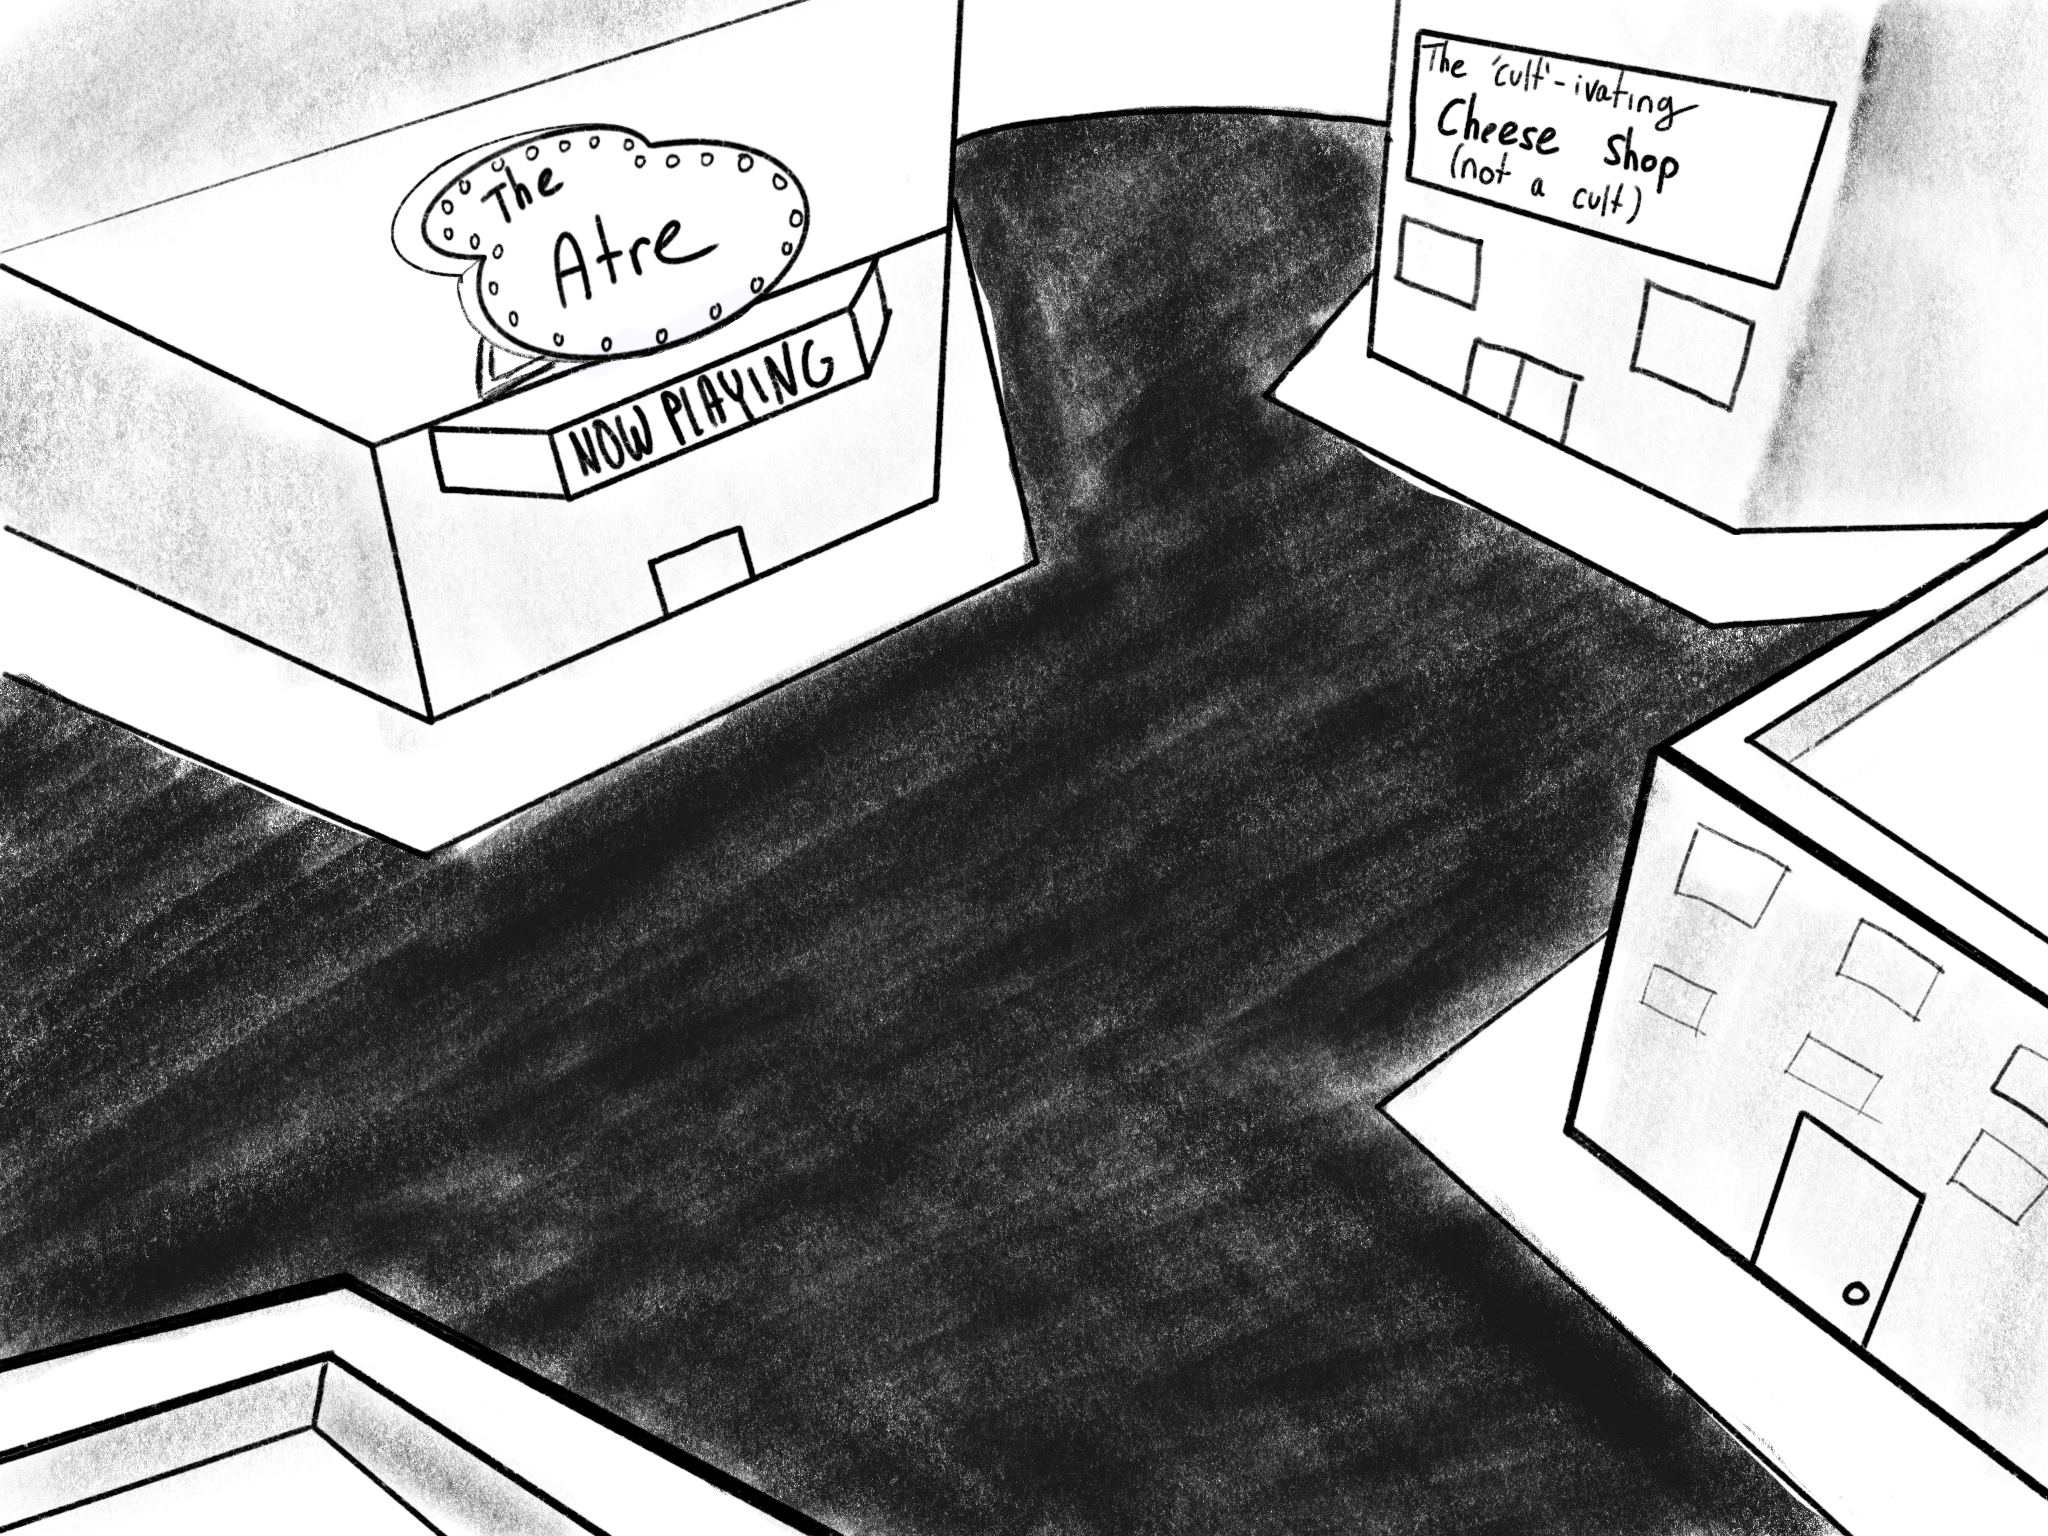 The
Atre
NOW PLAYING
The 'cult'-ivating
Cheese Shop
(not a cult)